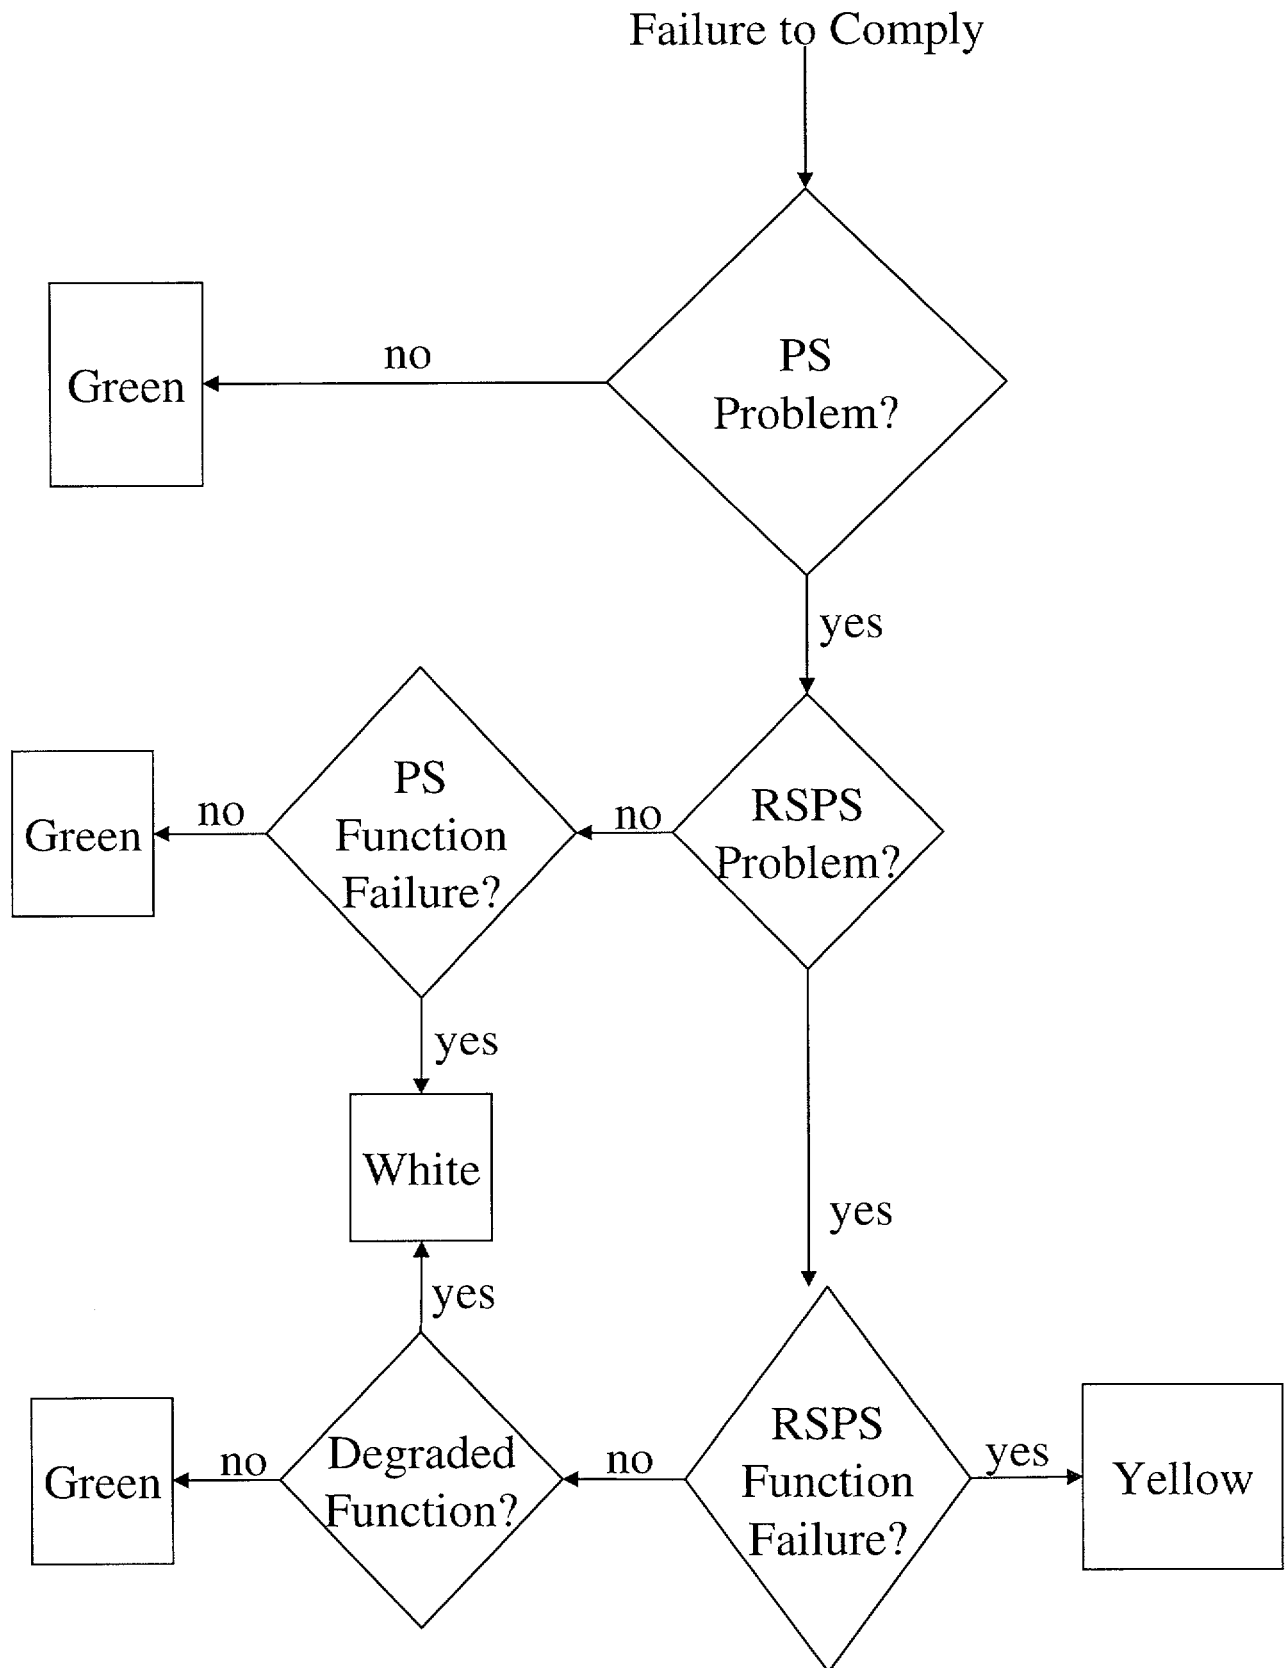 Failure to Comply
PS
Problem?
no
Green
yes
RSPS
Problem?
no
PS
Function
Failure?
no
Green
yes
White
yes
yes
RSPS
Function
Failure?
yes
Yellow
no
Degraded
Function?
no
Green